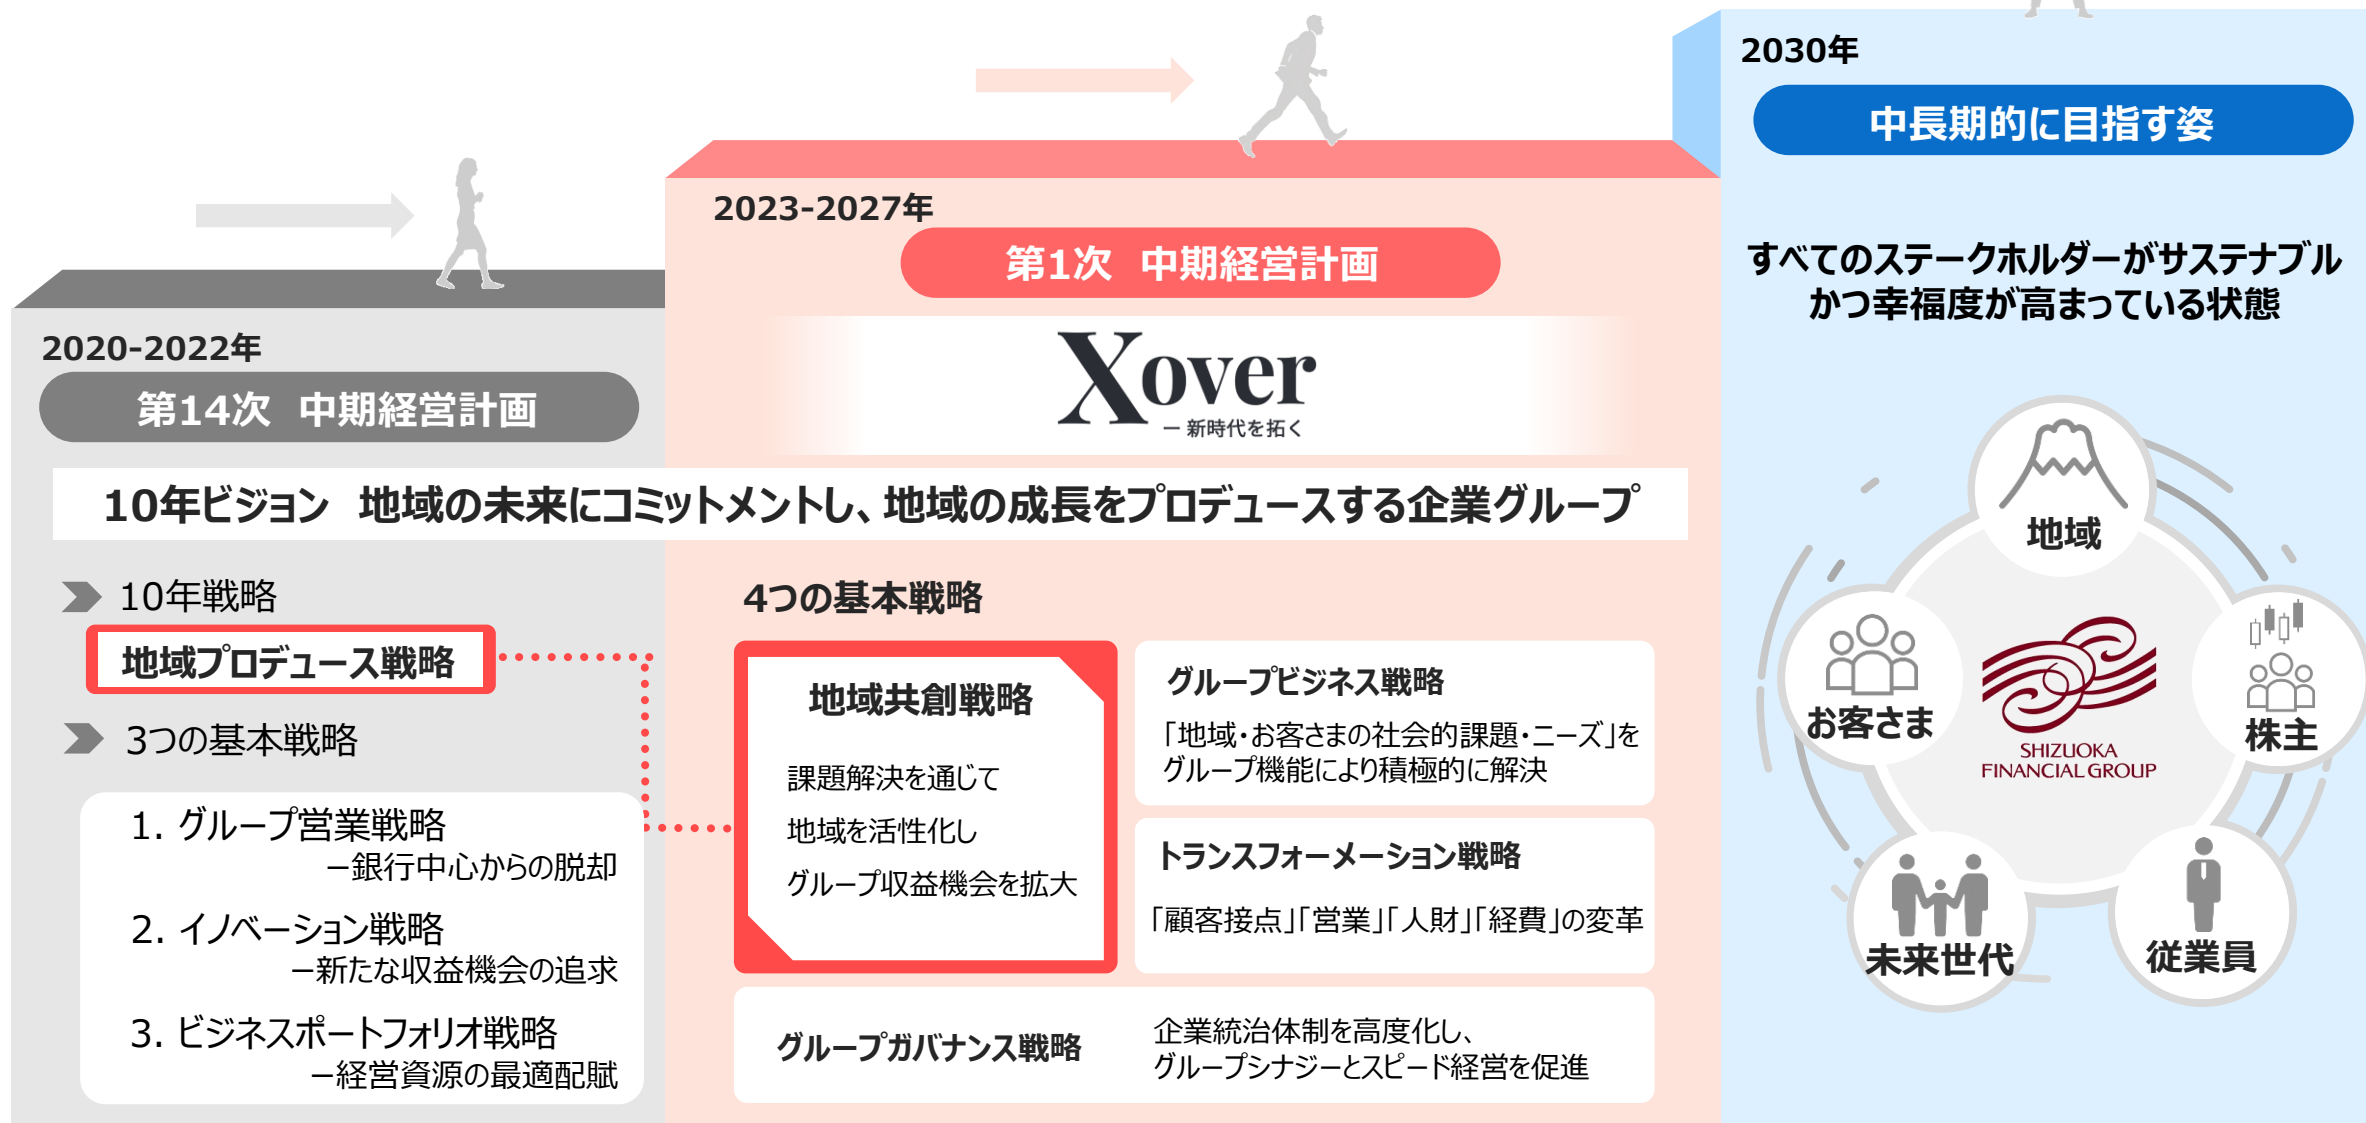 2020-2022年
第14次 中期経営計画
2023-2027年
第1次 中期経営計画
Xover
ー 新時代を拓く
10年ビジョン 地域の未来にコミットメントし、地域の成長をプロデュースする企業グループ
10年戦略
地域プロデュース戦略
3つの基本戦略
1. グループ営業戦略
－銀行中心からの脱却
2. イノベーション戦略
－新たな収益機会の追求
3. ビジネスポートフォリオ戦略
－経営資源の最適配賦
4つの基本戦略
地域共創戦略
課題解決を通じて
地域を活性化し
グループ収益機会を拡大
グループビジネス戦略
「地域・お客さまの社会的課題・ニーズ」を
グループ機能により積極的に解決
トランスフォーメーション戦略
「顧客接点」「営業」「人財」「経費」の変革
グループガバナンス戦略
企業統治体制を高度化し、
グループシナジーとスピード経営を促進
2030年
中長期的に目指す姿
すべてのステークホルダーがサステナブル
かつ幸福度が高まっている状態
地域
お客さま
株主
SHIZUOKA
FINANCIAL GROUP
未来世代
従業員